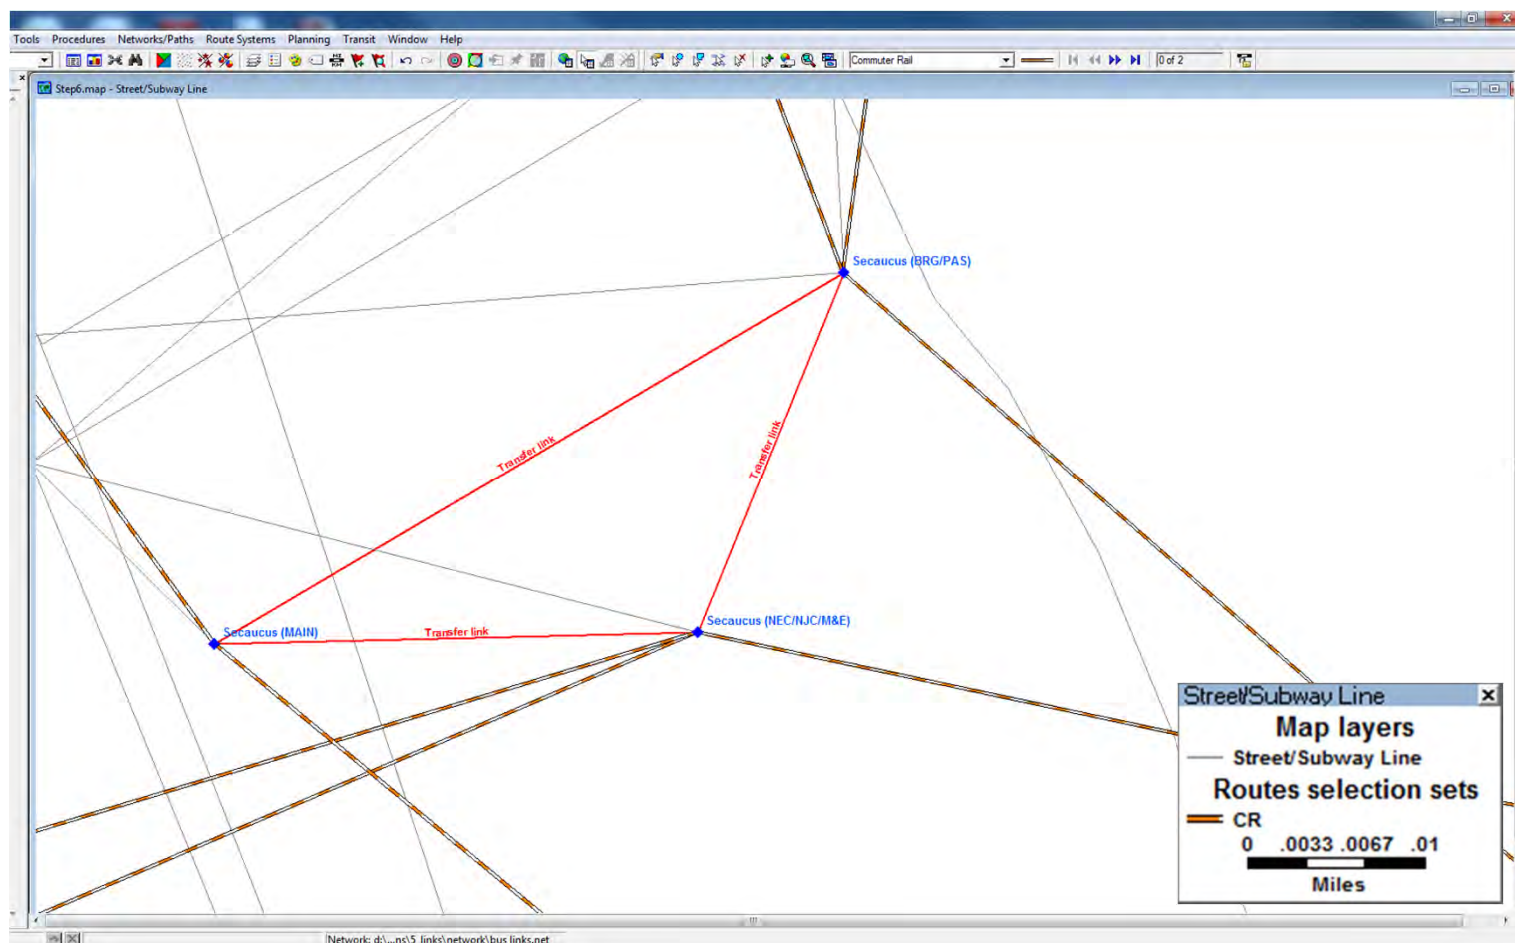 Tools Procedures Networks/Paths Route Systems Planning Transit Window Help
Commuter Rail
0 of 2
Step6.map - Street/Subway Line
Secaucus (BRG/PAS)
Transfer link
Transfer link
Secaucus (NEC/NJC/M&E)
Secaucus (MAIN)
Transfer link
Street/Subway Line
Map layers
Street/Subway Line
Routes selection sets
CR
0 .0033 .0067 .01
Miles
Network: d:\...ns\5_links\network\bus links.net